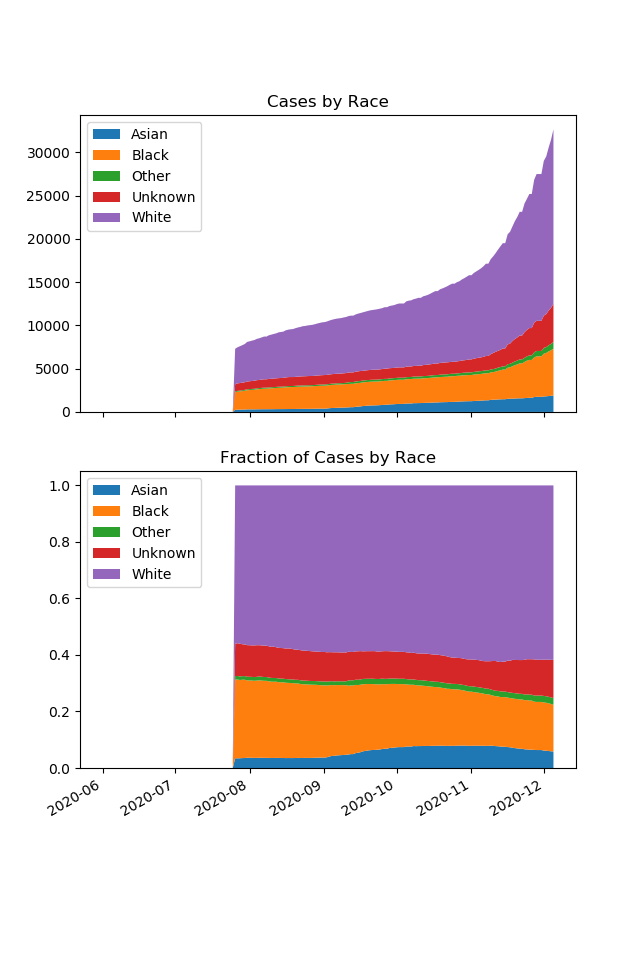 Cases by Race
30000
25000
20000
15000
10000
5000
0
Asian
Black
Other
Unknown
White
Fraction of Cases by Race
1.0
0.8
0.6
0.4
0.2
0.0
Asian
Black
Other
Unknown
White
2020-06
2020-07
2020-08
2020-09
2020-10
2020-11
2020-12